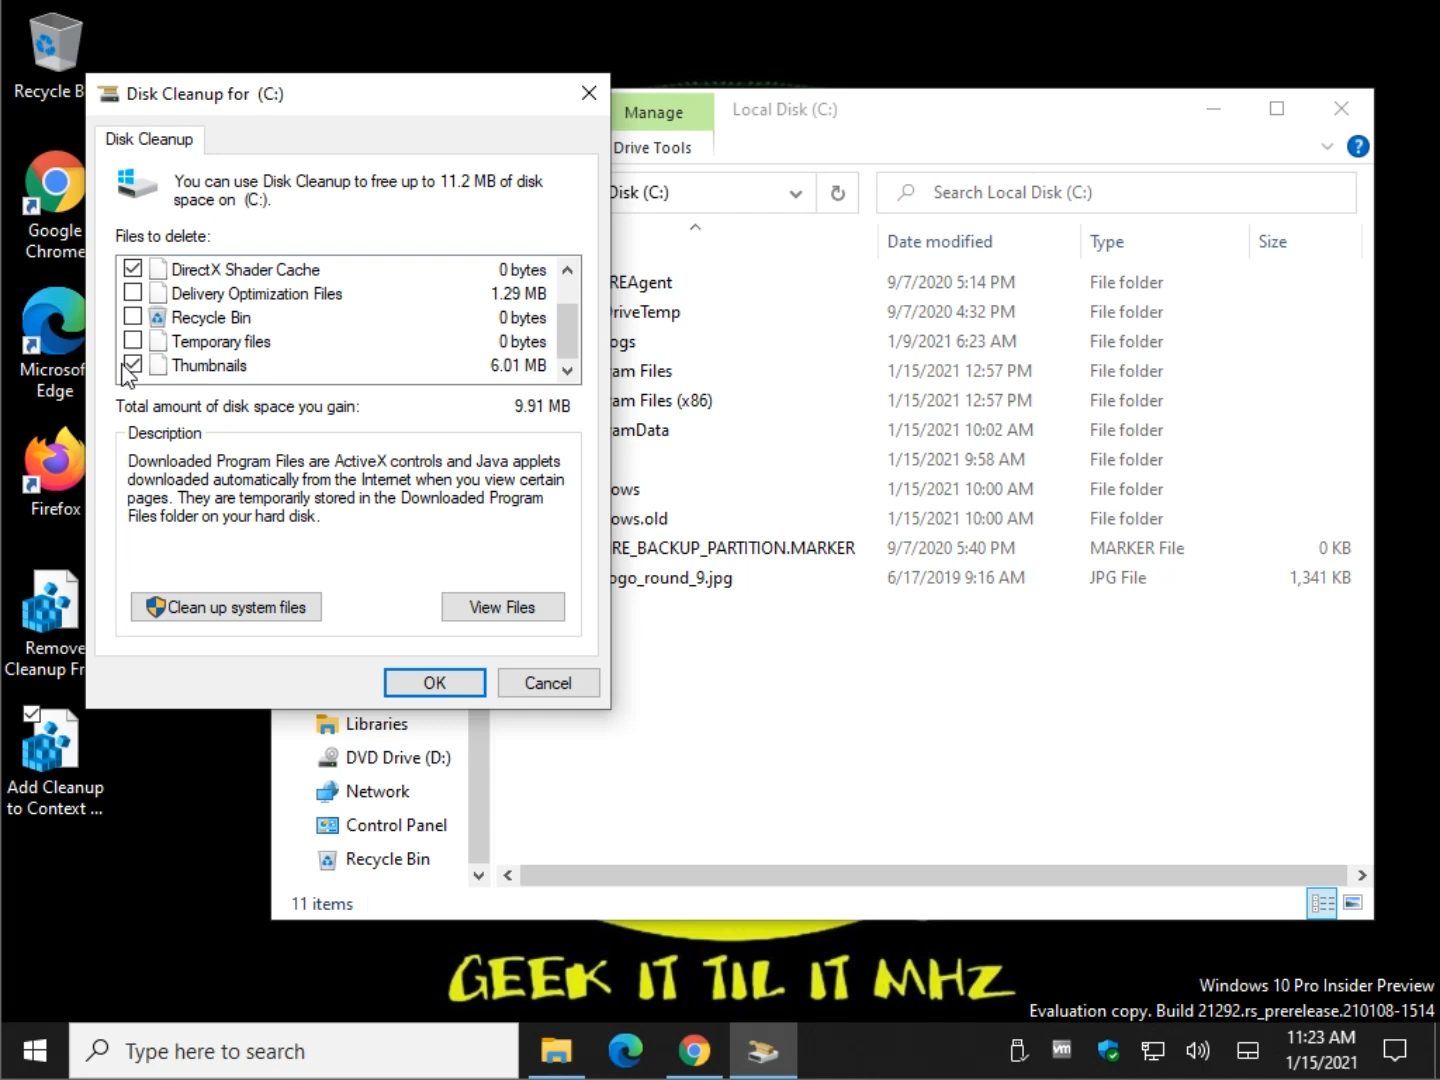 Recycle B
Google
Chrome
Microsof
Edge
Firefox
Remove
Cleanup Fr
Add Cleanup
to Context ...
Disk Cleanup for  (C:)
Disk Cleanup
You can use Disk Cleanup to free up to 11.2 MB of disk
space on  (C:).
Files to delete:
DirectX Shader Cache 0 bytes
Delivery Optimization Files 1.29 MB
Recycle Bin 0 bytes
Temporary files 0 bytes
Thumbnails 6.01 MB
Total amount of disk space you gain: 9.91 MB
Description
Downloaded Program Files are ActiveX controls and Java applets
downloaded automatically from the Internet when you view certain
pages. They are temporarily stored in the Downloaded Program
Files folder on your hard disk.
Clean up system files
View Files
OK
Cancel
Manage
Local Disk (C:)
Drive Tools
?
Disk (C:)
Search Local Disk (C:)
Date modified Type Size
REAgent 9/7/2020 5:14 PM File folder
riveTemp 9/7/2020 4:32 PM File folder
ogs 1/9/2021 6:23 AM File folder
am Files 1/15/2021 12:57 PM File folder
am Files (x86) 1/15/2021 12:57 PM File folder
amData 1/15/2021 10:02 AM File folder
1/15/2021 9:58 AM File folder
ows 1/15/2021 10:00 AM File folder
ows.old 1/15/2021 10:00 AM File folder
RE_BACKUP_PARTITION.MARKER 9/7/2020 5:40 PM MARKER File 0 KB
ogo_round_9.jpg 6/17/2019 9:16 AM JPG File 1,341 KB
Libraries
DVD Drive (D:)
Network
Control Panel
Recycle Bin
11 items
GEEK IT TIL IT MHZ
Windows 10 Pro Insider Preview
Evaluation copy. Build 21292.rs_prerelease.210108-1514
Type here to search
vm
11:23 AM
1/15/2021